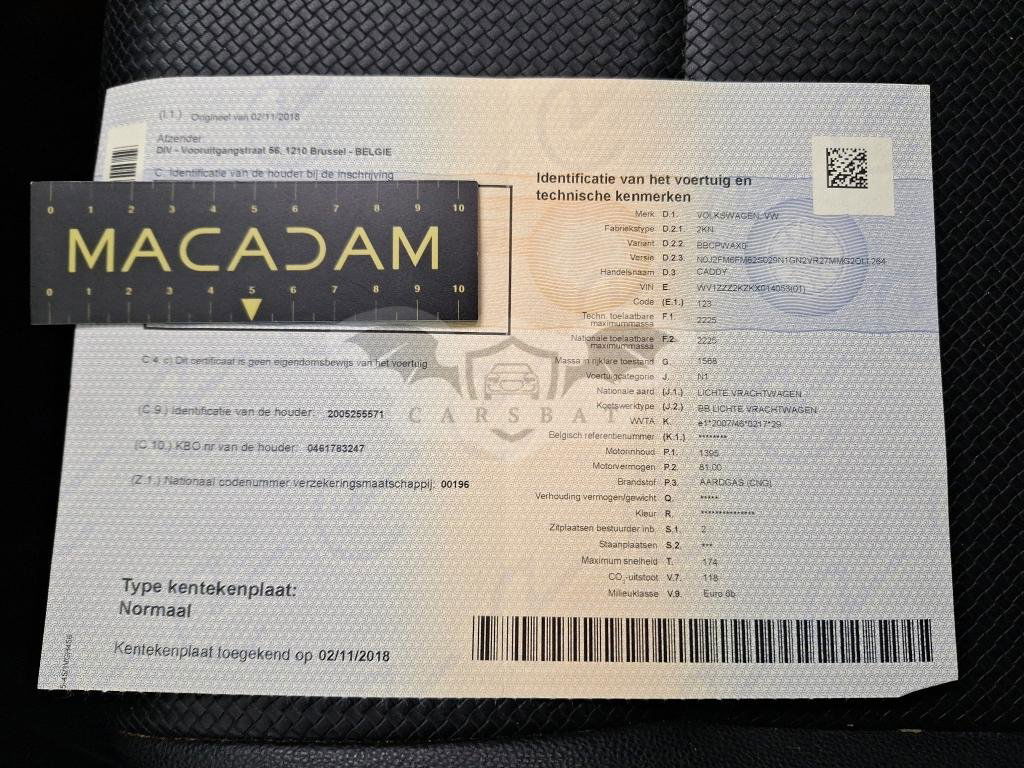 (I.1.) Origineel van 02/11/2018
Afzender:
DIV - Vooruitgangstraat 56, 1210 Brussel - BELGIE
C. Identificatie van de houder bij de inschrijving
0 1 2 3 4 5 6 7 8 9 10
MACADAM
0 1 2 3 4 5 6 7 8 9 10
C 4. c) Dit certificaat is geen eigendomsbewijs van het voertuig
(C 9.) Identificatie van de houder: 2005255571
(C 10.) KBO nr van de houder: 0461783247
(Z 1.) Nationaal codenummer verzekeringsmaatschappij: 00196
Type kentekenplaat:
Normaal
Kentekenplaat toegekend op 02/11/2018
Identificatie van het voertuig en
technische kenmerken
Merk D.1. VOLKSWAGEN, VW
Fabriekstype D.2.1. 2KN
Variant D.2.2. BBCPWAX0
Versie D.2.3.
Handelsnaam D.3 CADDY
VIN E. WV1ZZZ2KZKX014053(01)
Code (E.1.) 123
Techn. toelaatbare
maximummassa F.1. 2225
Nationale toelaatbare
maximummassa F.2. 2225
Massa in rijklare toestand G. 1568
Voertuigcategorie J. N1
Nationale aard (J.1.) LICHTE VRACHTWAGEN
Koetswerktype (J.2.) BB LICHTE VRACHTWAGEN
WVTA K. e1*2007/46*0217*29
Belgisch referentienummer (K.1.) ********
Motorinhoud P.1. 1395
Motorvermogen P.2. 81.00
Brandstof P.3. AARDGAS (CNG)
Verhouding vermogen/gewicht Q. *****
Kleur R. ***************
Zitplaatsen bestuurder inb. S.1. 2
Staanplaatsen S.2. ***
Maximum snelheid T. 174
CO₂-uitstoot V.7. 118
Milieuklasse V.9. Euro 6b
CARSBAT